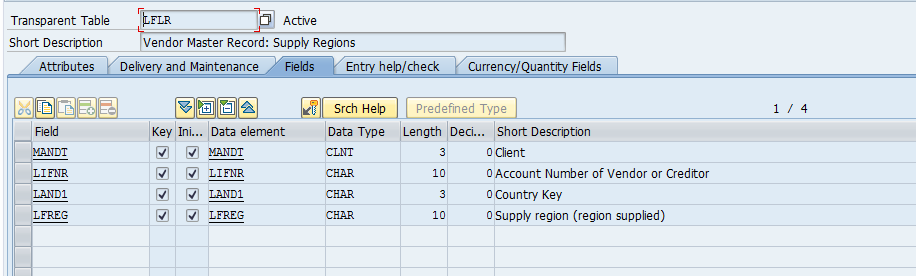 Transparent Table LFLR Active
Short Description Vendor Master Record: Supply Regions
Attributes Delivery and Maintenance Fields Entry help/check Currency/Quantity Fields
Srch Help Predefined Type 1 / 4
Field Key Ini... Data element Data Type Length Deci... Short Description
MANDT MANDT CLNT 3 0 Client
LIFNR LIFNR CHAR 10 0 Account Number of Vendor or Creditor
LAND1 LAND1 CHAR 3 0 Country Key
LFREG LFREG CHAR 10 0 Supply region (region supplied)